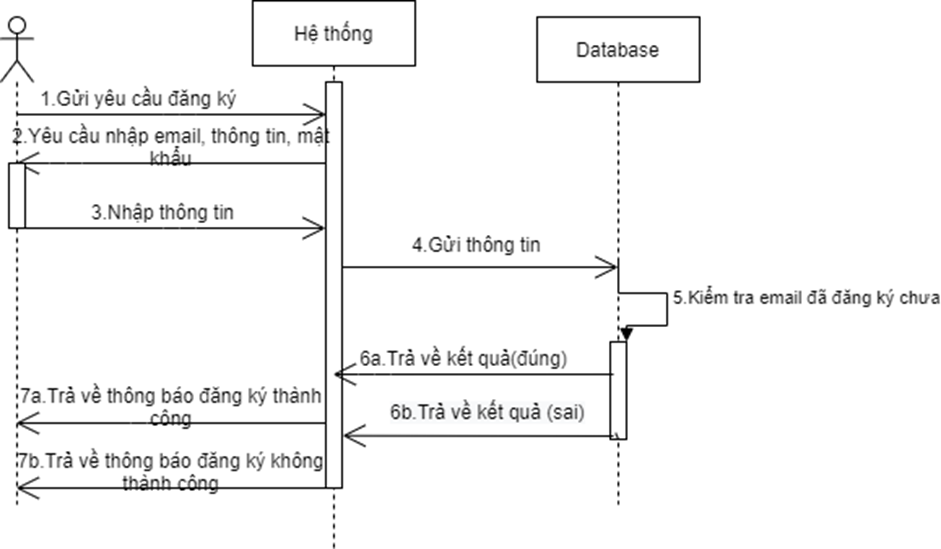 Hệ thống
Database
1.Gửi yêu cầu đăng ký
2.Yêu cầu nhập email, thông tin, mật
khẩu
3.Nhập thông tin
4.Gửi thông tin
5.Kiểm tra email đã đăng ký chưa
6a.Trả về kết quả(đúng)
7a.Trả về thông báo đăng ký thành
công
6b.Trả về kết quả (sai)
7b.Trả về thông báo đăng ký không
thành công